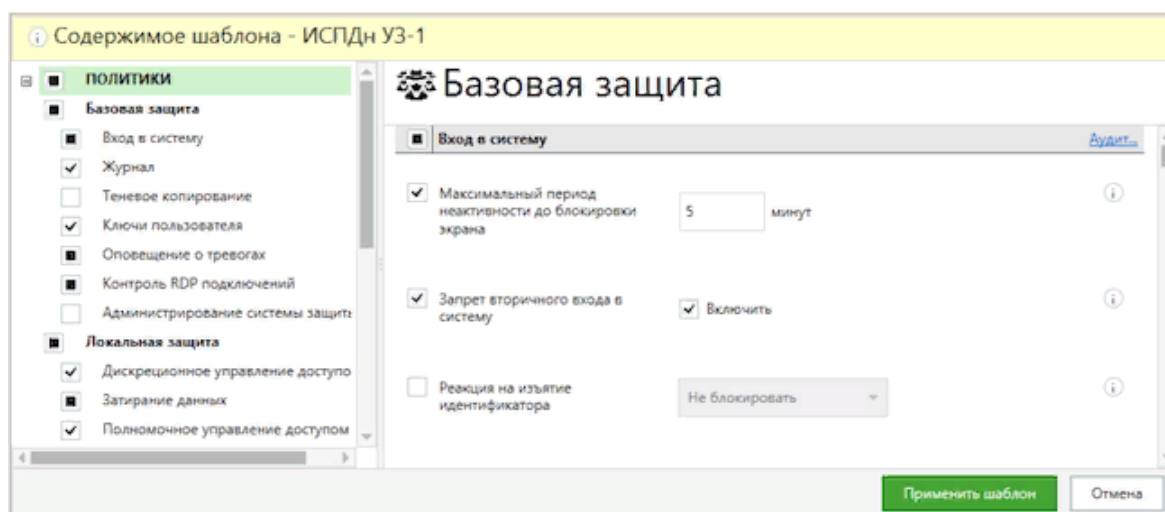 Содержимое шаблона - ИСПДн УЗ-1
ПОЛИТИКИ
Базовая защита
Вход в систему
Журнал
Теневое копирование
Ключи пользователя
Оповещение о тревогах
Контроль RDP подключений
Администрирование системы защиты
Локальная защита
Дискреционное управление доступо
Затирание данных
Полномочное управление доступом
Базовая защита
Вход в систему
Аудит...
Максимальный период
неактивности до блокировки
экрана
5
минут
Запрет вторичного входа в
систему
Включить
Реакция на изъятие
идентификатора
Не блокировать
Применить шаблон
Отмена